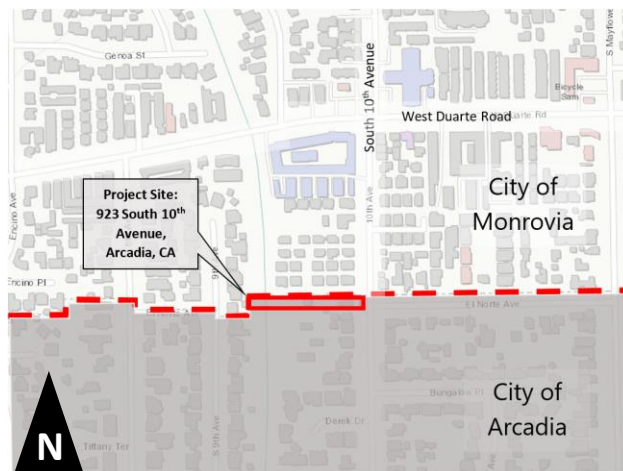 Genoa St
S Mayflower
South 10th Avenue
Bicycle
Sam
West Duarte Road
Duarte Rd
Project Site:
923 South 10th
Avenue,
Arcadia, CA
Encino Ave
10th Ave
City of
Monrovia
Encino Pl
El Norte Ave
Bungalow Pl
City of
Arcadia
Derek Dr
S 9th Ave
Tiffany Ter
N